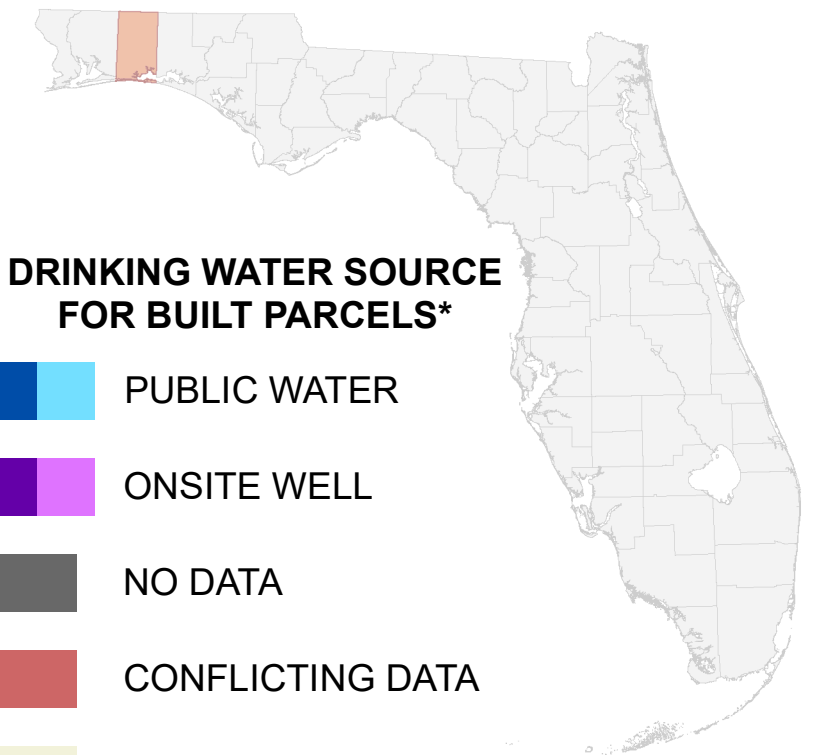 DRINKING WATER SOURCE
FOR BUILT PARCELS*
PUBLIC WATER
ONSITE WELL
NO DATA
CONFLICTING DATA